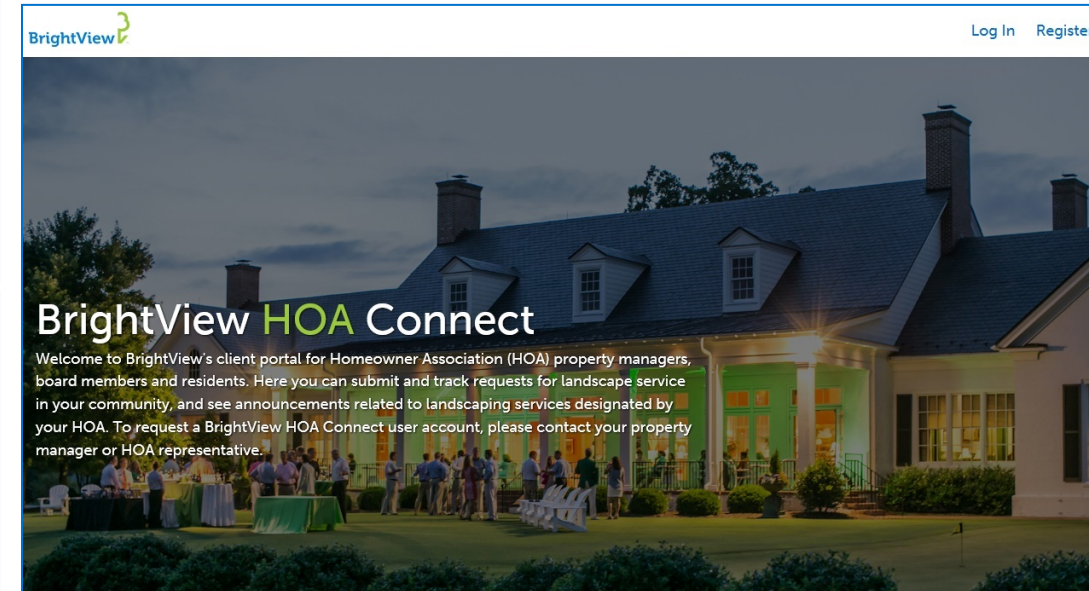 BrightView
Log In Register
BrightView HOA Connect
Welcome to BrightView's client portal for Homeowner Association (HOA) property managers,
board members and residents. Here you can submit and track requests for landscape service
in your community, and see announcements related to landscaping services designated by
your HOA. To request a BrightView HOA Connect user account, please contact your property
manager or HOA representative.